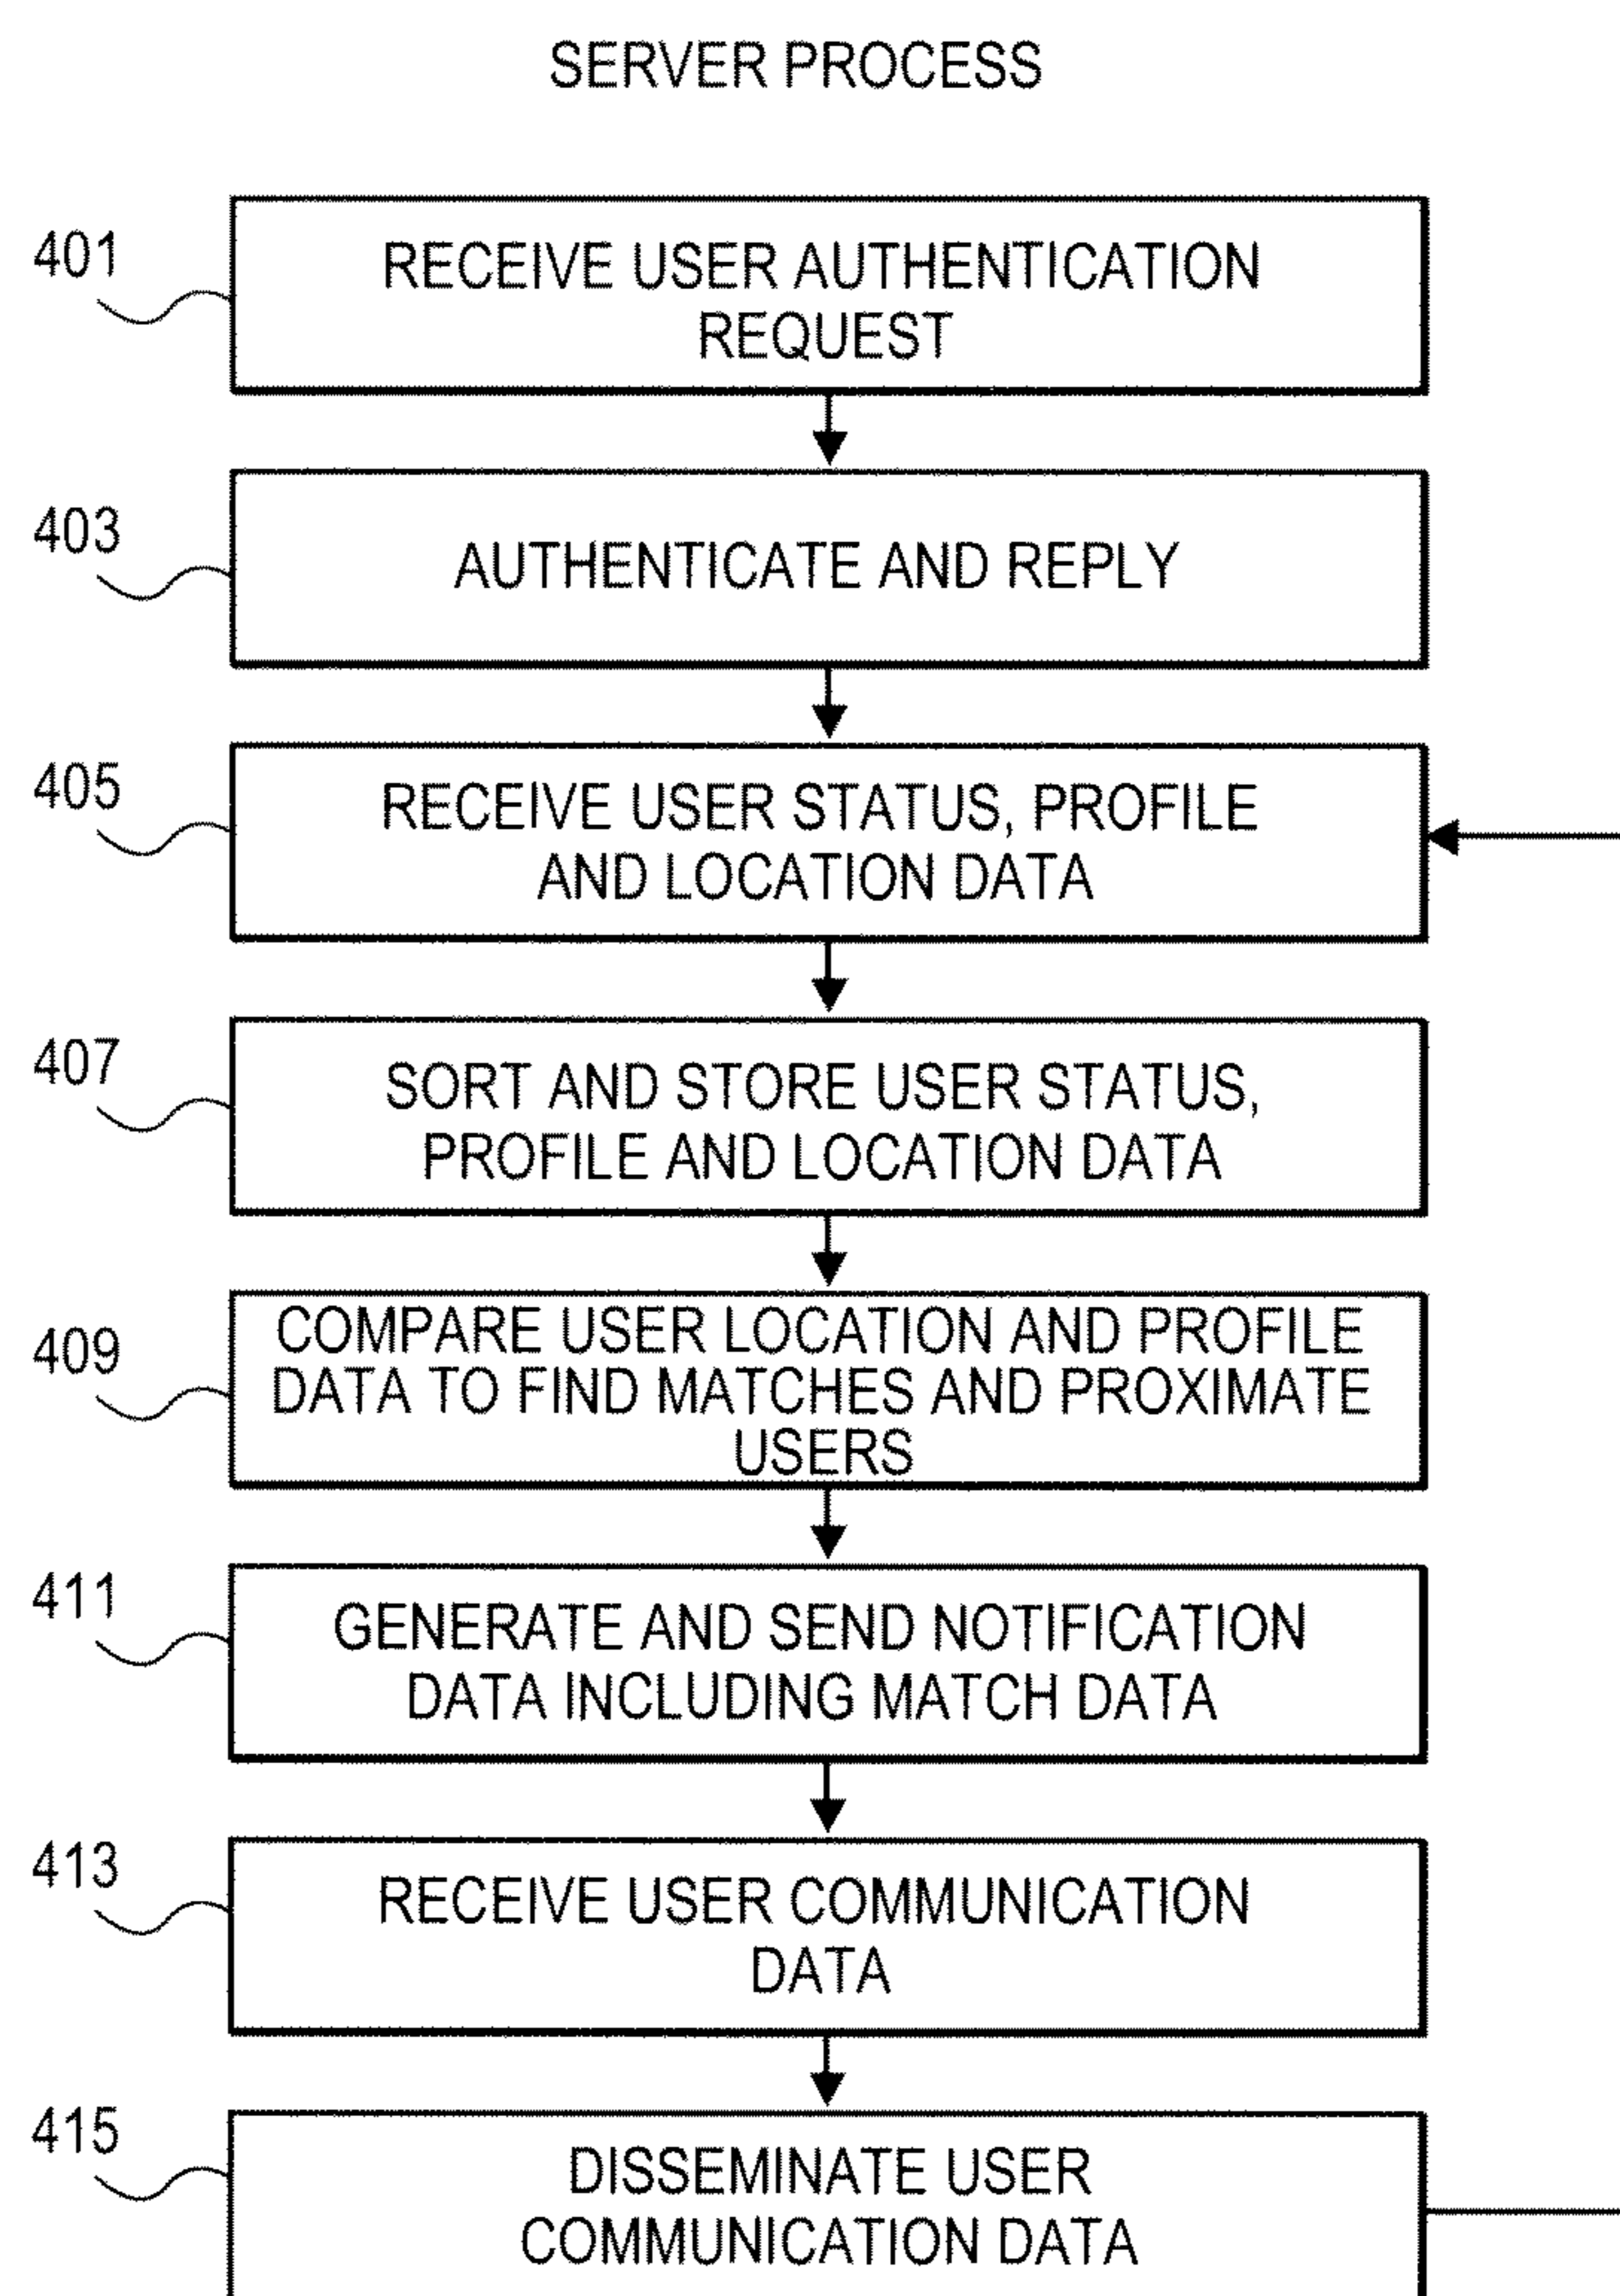 SERVER PROCESS
401
RECEIVE USER AUTHENTICATION
REQUEST
403
AUTHENTICATE AND REPLY
405
RECEIVE USER STATUS, PROFILE
AND LOCATION DATA
407
SORT AND STORE USER STATUS,
PROFILE AND LOCATION DATA
409
COMPARE USER LOCATION AND PROFILE
DATA TO FIND MATCHES AND PROXIMATE
USERS
411
GENERATE AND SEND NOTIFICATION
DATA INCLUDING MATCH DATA
413
RECEIVE USER COMMUNICATION
DATA
415
DISSEMINATE USER
COMMUNICATION DATA